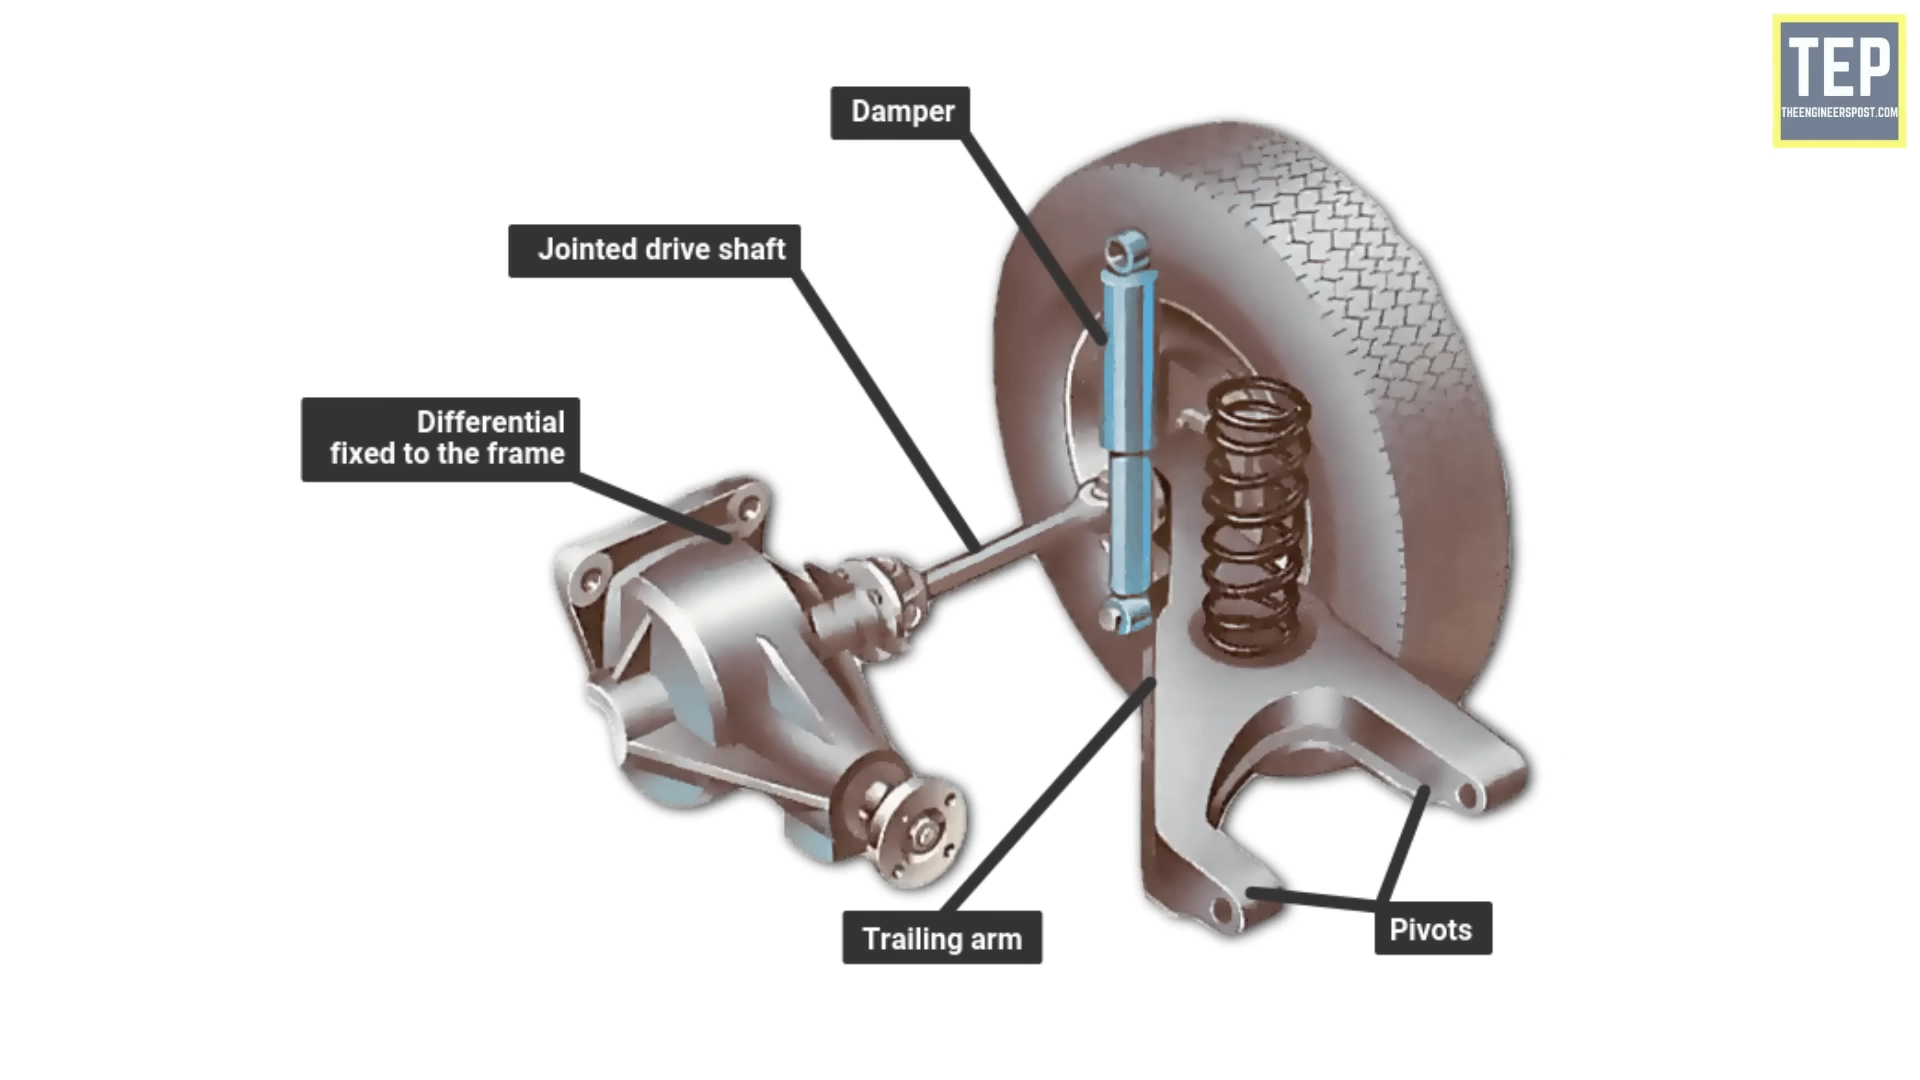 TEP
THEENGINEERSPOST.COM
Damper
Jointed drive shaft
Differential
fixed to the frame
Trailing arm
Pivots